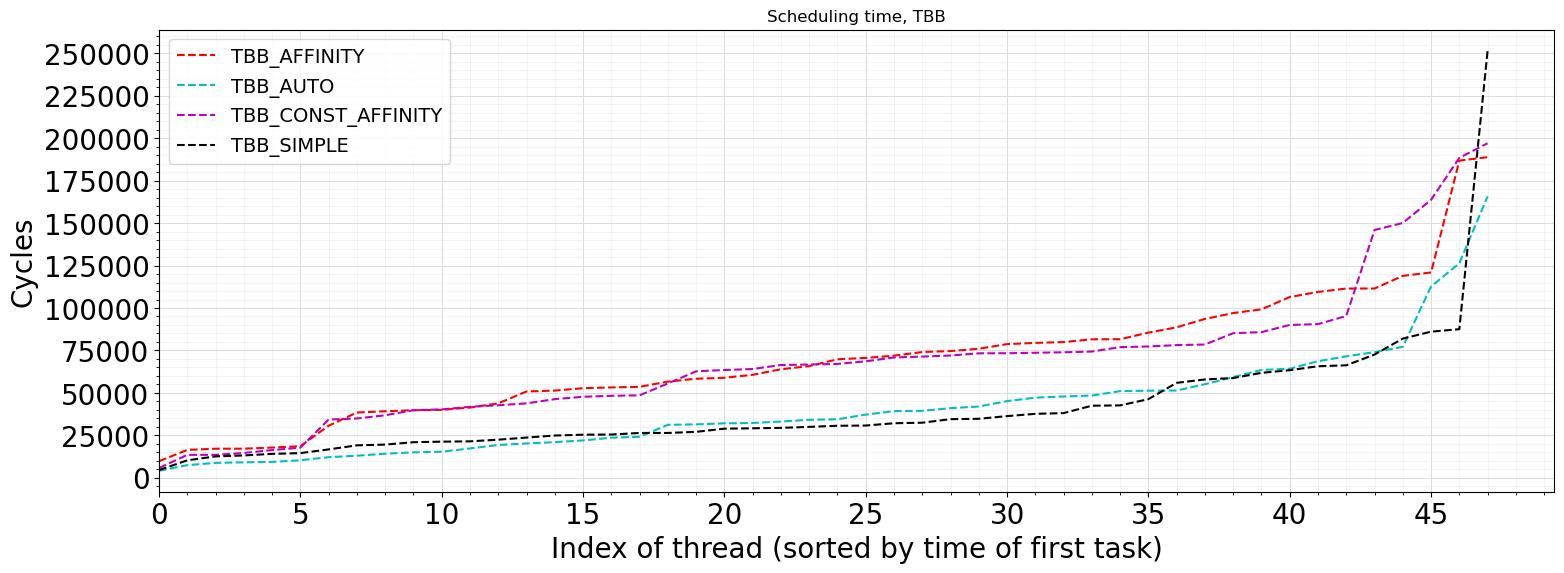 Scheduling time, TBB
TBB_AFFINITY
TBB_AUTO
TBB_CONST_AFFINITY
TBB_SIMPLE
Cycles
250000
225000
200000
175000
150000
125000
100000
75000
50000
25000
0
0 5 10 15 20 25 30 35 40 45
Index of thread (sorted by time of first task)